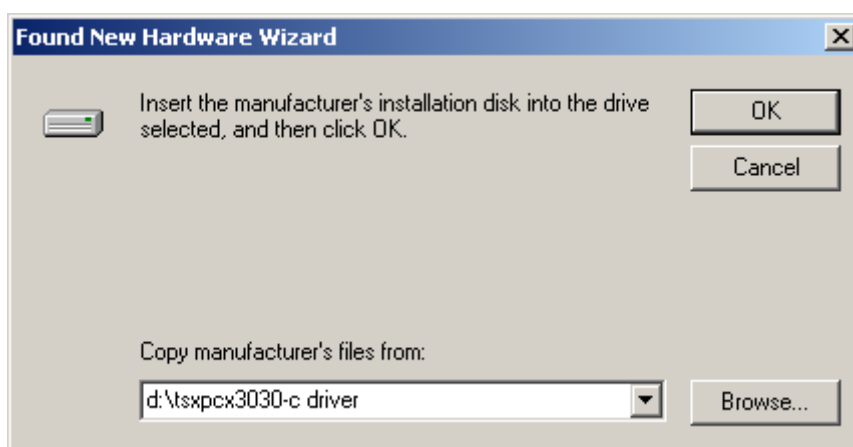 Found New Hardware Wizard
Insert the manufacturer's installation disk into the drive
selected, and then click OK.
OK
Cancel
Copy manufacturer's files from:
d:\tsxpcx3030-c driver
Browse...